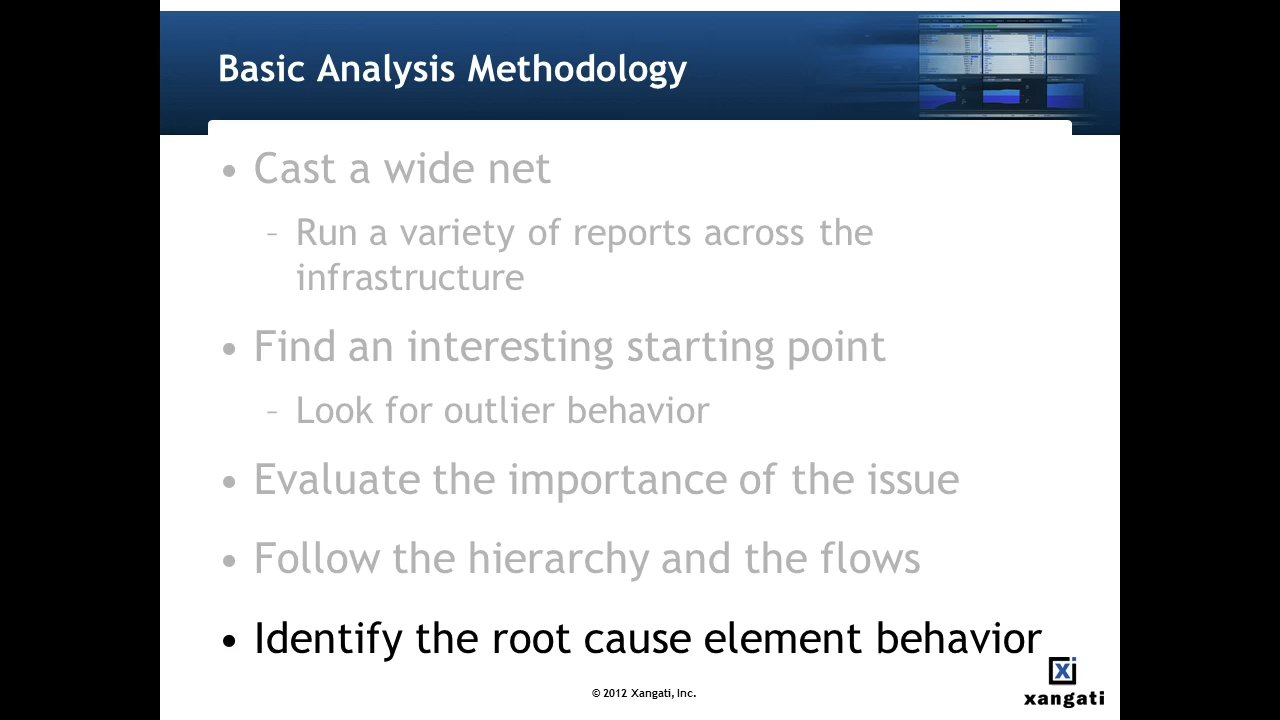 Basic Analysis Methodology
• Cast a wide net
– Run a variety of reports across the
infrastructure
• Find an interesting starting point
– Look for outlier behavior
• Evaluate the importance of the issue
• Follow the hierarchy and the flows
• Identify the root cause element behavior
© 2012 Xangati, Inc.
xi
xangati